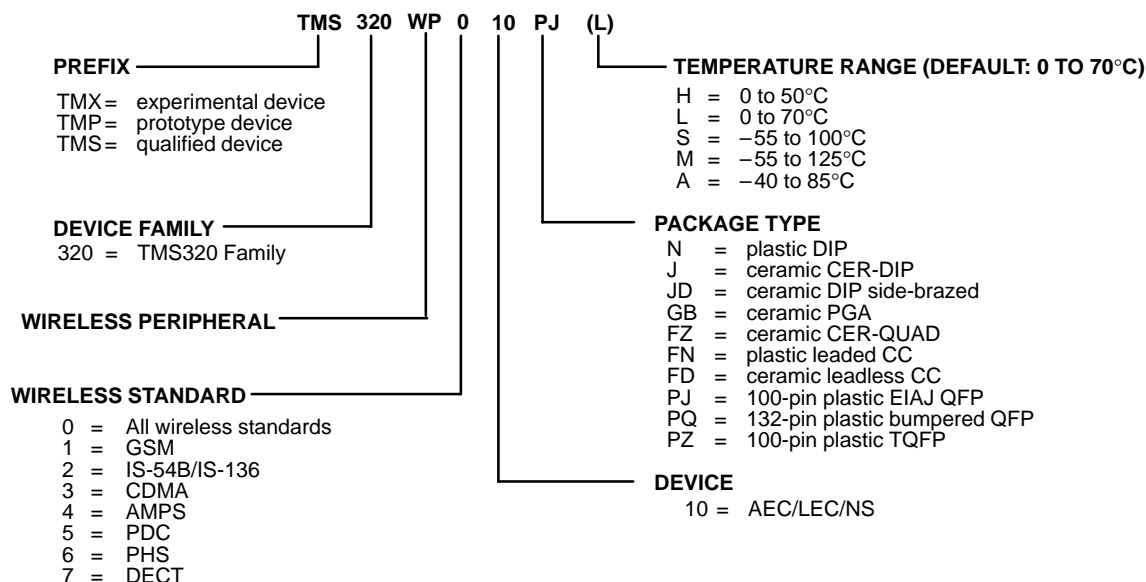 TMS 320 WP 0 10 PJ (L)
PREFIX
TMX = experimental device
TMP = prototype device
TMS = qualified device
DEVICE FAMILY
320 = TMS320 Family
WIRELESS PERIPHERAL
WIRELESS STANDARD
0 = All wireless standards
1 = GSM
2 = IS-54B/IS-136
3 = CDMA
4 = AMPS
5 = PDC
6 = PHS
7 = DECT
TEMPERATURE RANGE (DEFAULT: 0 TO 70°C)
H = 0 to 50°C
L = 0 to 70°C
S = –55 to 100°C
M = –55 to 125°C
A = –40 to 85°C
PACKAGE TYPE
N = plastic DIP
J = ceramic CER-DIP
JD = ceramic DIP side-brazed
GB = ceramic PGA
FZ = ceramic CER-QUAD
FN = plastic leaded CC
FD = ceramic leadless CC
PJ = 100-pin plastic EIAJ QFP
PQ = 132-pin plastic bumpered QFP
PZ = 100-pin plastic TQFP
DEVICE
10 = AEC/LEC/NS